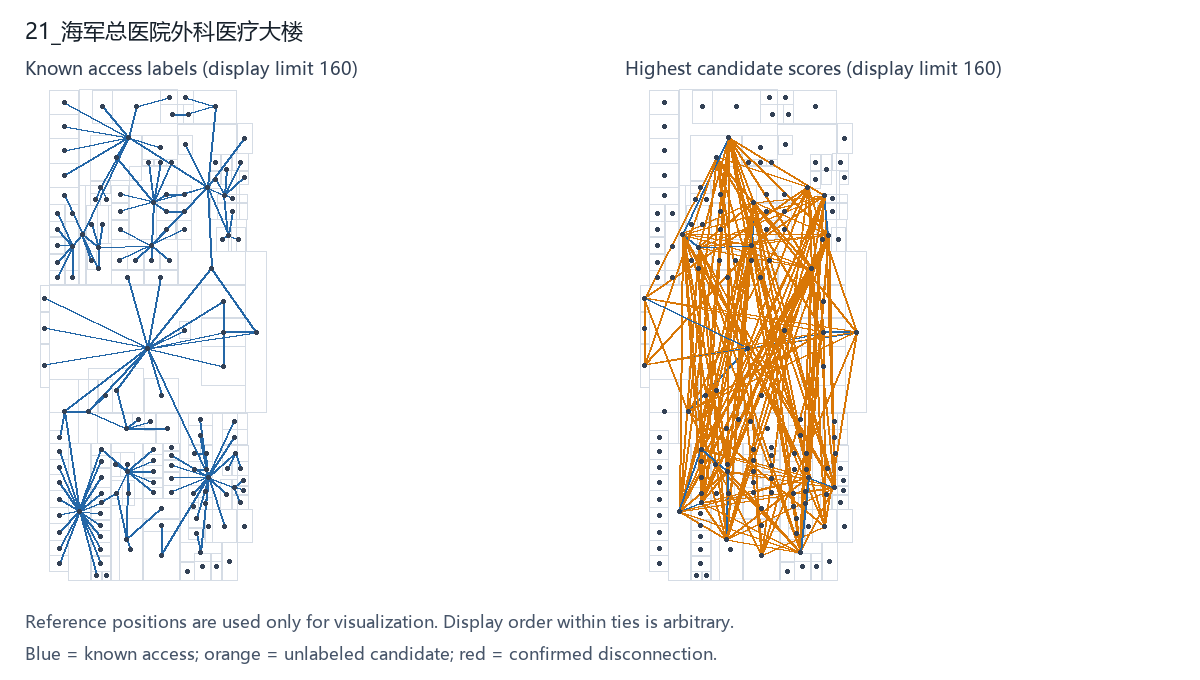 21_海军总医院外科医疗大楼
Known access labels (display limit 160)
Highest candidate scores (display limit 160)
Reference positions are used only for visualization. Display order within ties is arbitrary.
Blue = known access; orange = unlabeled candidate; red = confirmed disconnection.